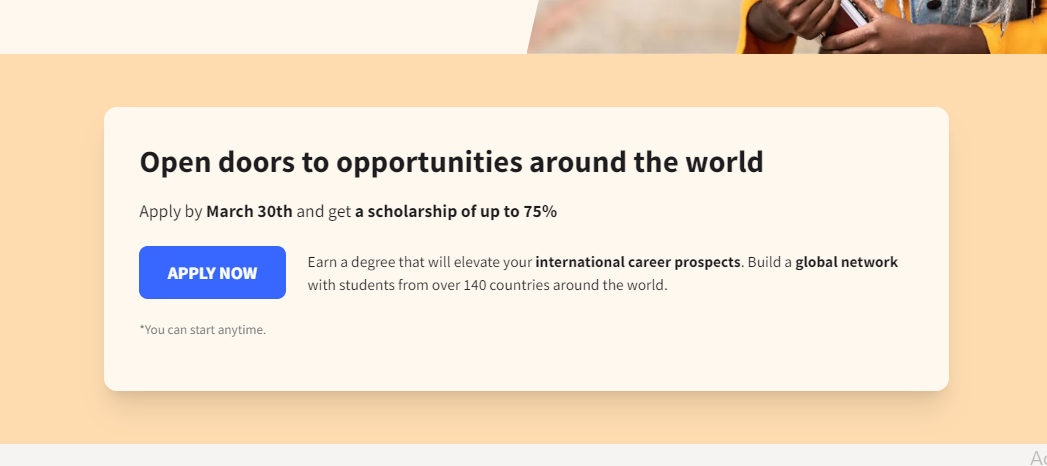 Open doors to opportunities around the world
Apply by March 30th and get a scholarship of up to 75%
APPLY NOW
Earn a degree that will elevate your international career prospects. Build a global network
with students from over 140 countries around the world.
*You can start anytime.